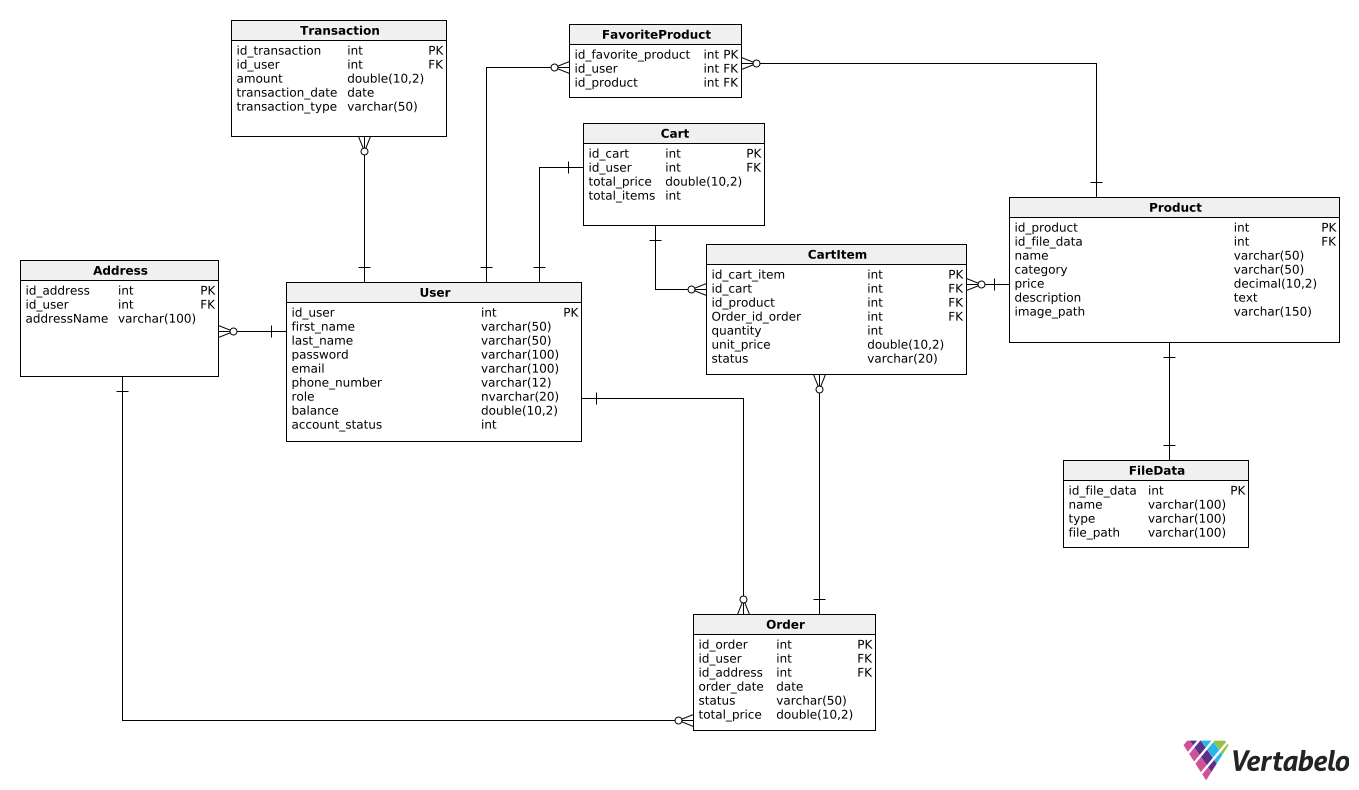 Transaction
id_transaction int PK
id_user int FK
amount double(10,2)
transaction_date date
transaction_type varchar(50)
FavoriteProduct
id_favorite_product int PK
id_user int FK
id_product int FK
Cart
id_cart int PK
id_user int FK
total_price double(10,2)
total_items int
Product
id_product int PK
id_file_data int FK
name varchar(50)
category varchar(50)
price decimal(10,2)
description text
image_path varchar(150)
CartItem
id_cart_item int PK
id_cart int FK
id_product int FK
Order_id_order int FK
quantity int
unit_price double(10,2)
status varchar(20)
Address
id_address int PK
id_user int FK
addressName varchar(100)
User
id_user int PK
first_name varchar(50)
last_name varchar(50)
password varchar(100)
email varchar(100)
phone_number varchar(12)
role nvarchar(20)
balance double(10,2)
account_status int
FileData
id_file_data int PK
name varchar(100)
type varchar(100)
file_path varchar(100)
Order
id_order int PK
id_user int FK
id_address int FK
order_date date
status varchar(50)
total_price double(10,2)
Vertabelo